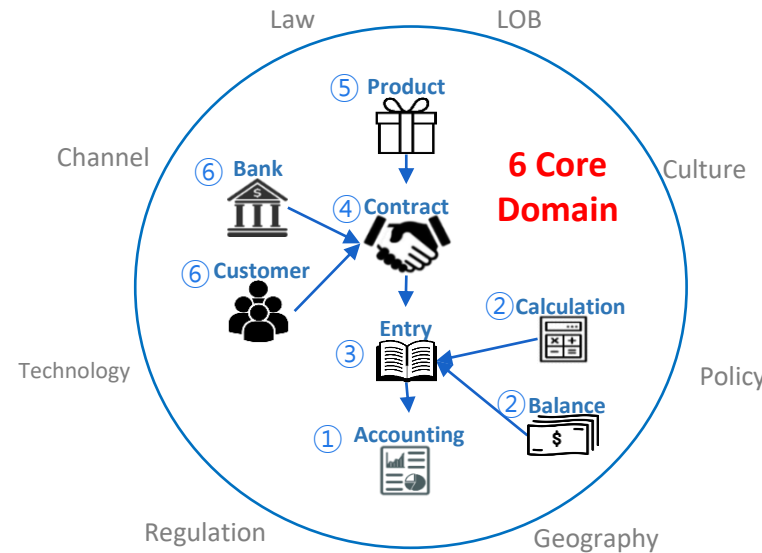 Law
LOB
⑤ Product
Channel
⑥ Bank
$
6 Core
Domain
Culture
④ Contract
⑥ Customer
② Calculation
Entry
③
Technology
Policy
② Balance
$
① Accounting
Regulation
Geography